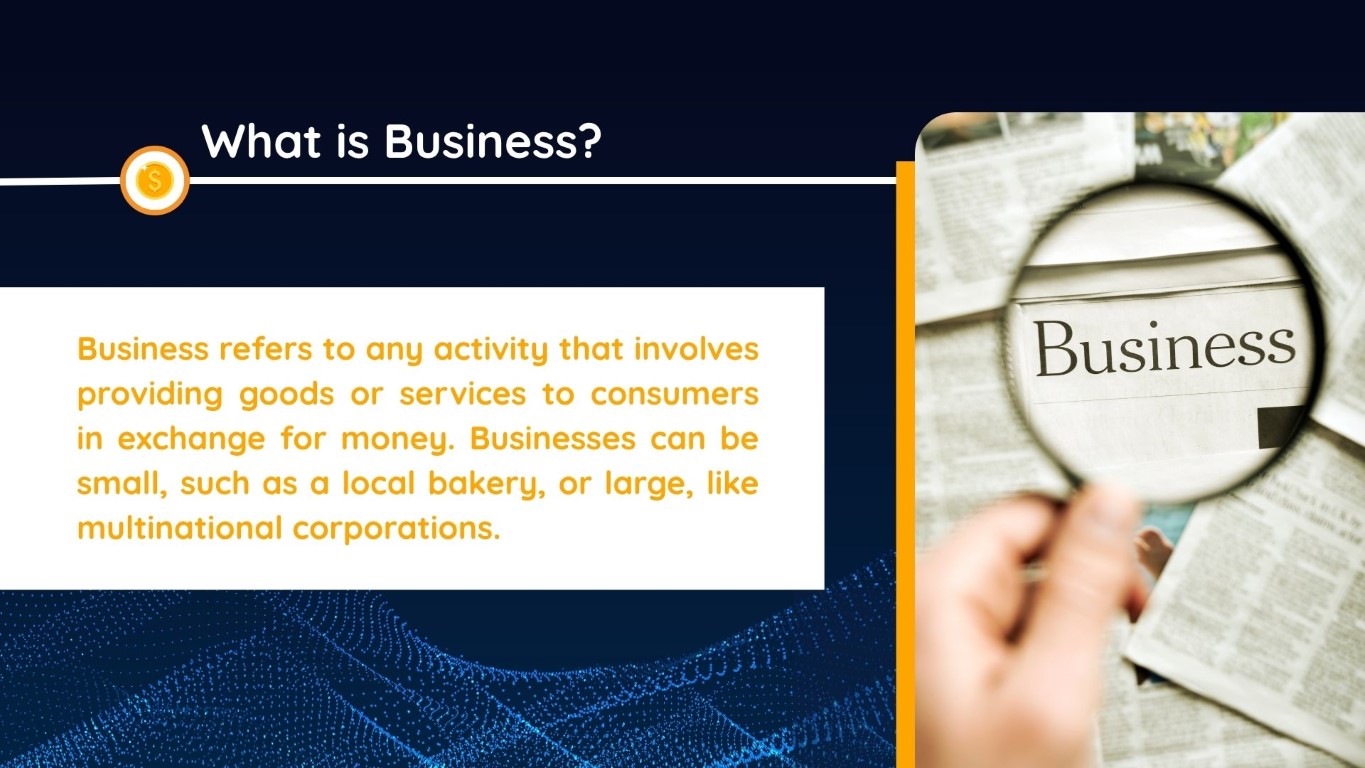 What is Business?
$
Business refers to any activity that involves
providing goods or services to consumers
in exchange for money. Businesses can be
small, such as a local bakery, or large, like
multinational corporations.
Business